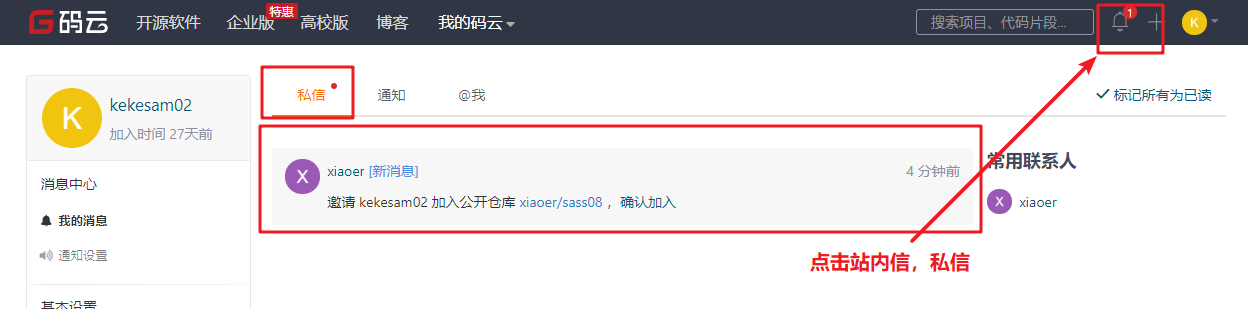 G码云 开源软件 企业版 特惠 高校版 博客 我的码云 搜索项目、代码片段... 1 K
K kekesam02
加入时间 27天前
消息中心
我的消息
通知设置
基本设置
私信 通知 @我 标记所有为已读
X xiaoer [新消息] 4 分钟前
邀请 kekesam02 加入公开仓库 xiaoer/sass08 ，确认加入
常用联系人
X xiaoer
点击站内信，私信